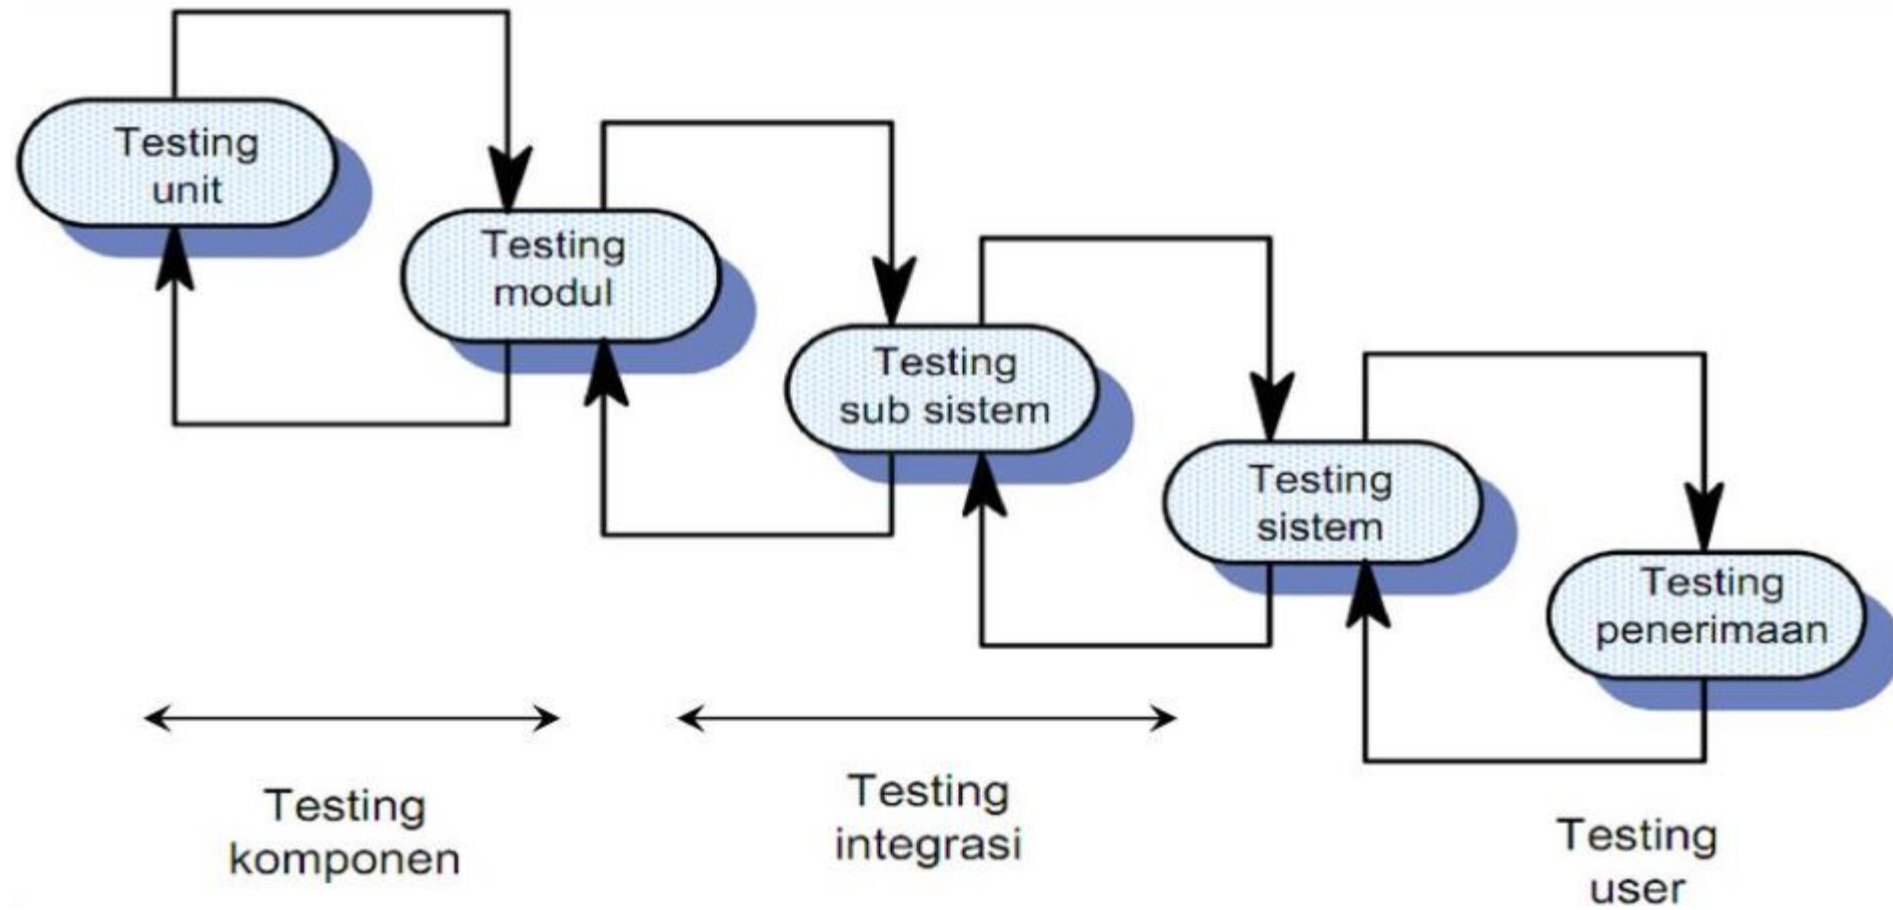 Testing
unit
Testing
modul
Testing
sub sistem
Testing
sistem
Testing
penerimaan
Testing
komponen
Testing
integrasi
Testing
user